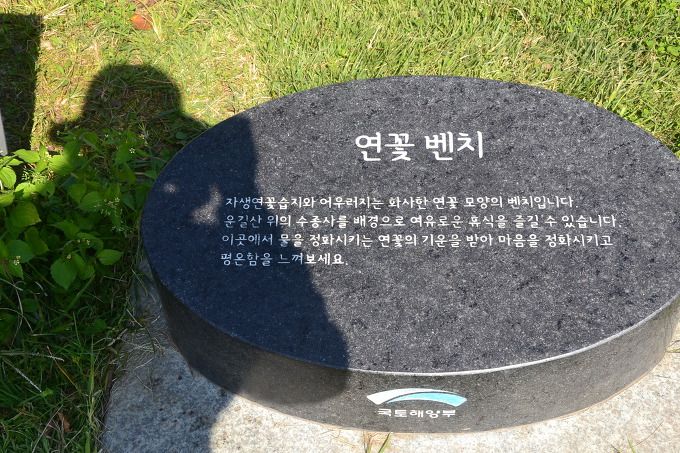 연꽃 벤치
자생연꽃습지와 어우러지는 화사한 연꽃 모양의 벤치입니다.
운길산 위의 수종사를 배경으로 여유로운 휴식을 즐길 수 있습니다.
이곳에서 물을 정화시키는 연꽃의 기운을 받아 마음을 정화시키고
평온함을 느껴보세요.
국토해양부